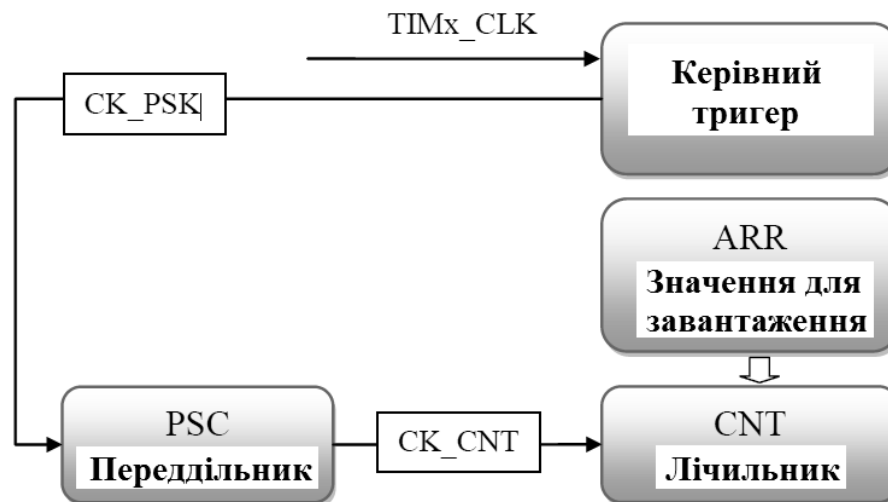 TIMx_CLK
Керівний
тригер
CK_PSK
ARR
Значення для
завантаження
PSC
Переддільник
CK_CNT
CNT
Лічильник